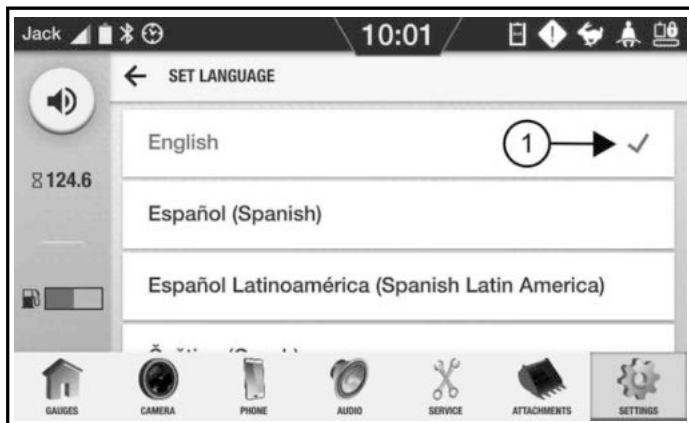 Jack 10:01
SET LANGUAGE
English 1
124.6
Español (Spanish)
Español Latinoamérica (Spanish Latin America)
GAUGES CAMERA PHONE AUDIO SERVICE ATTACHMENTS SETTINGS